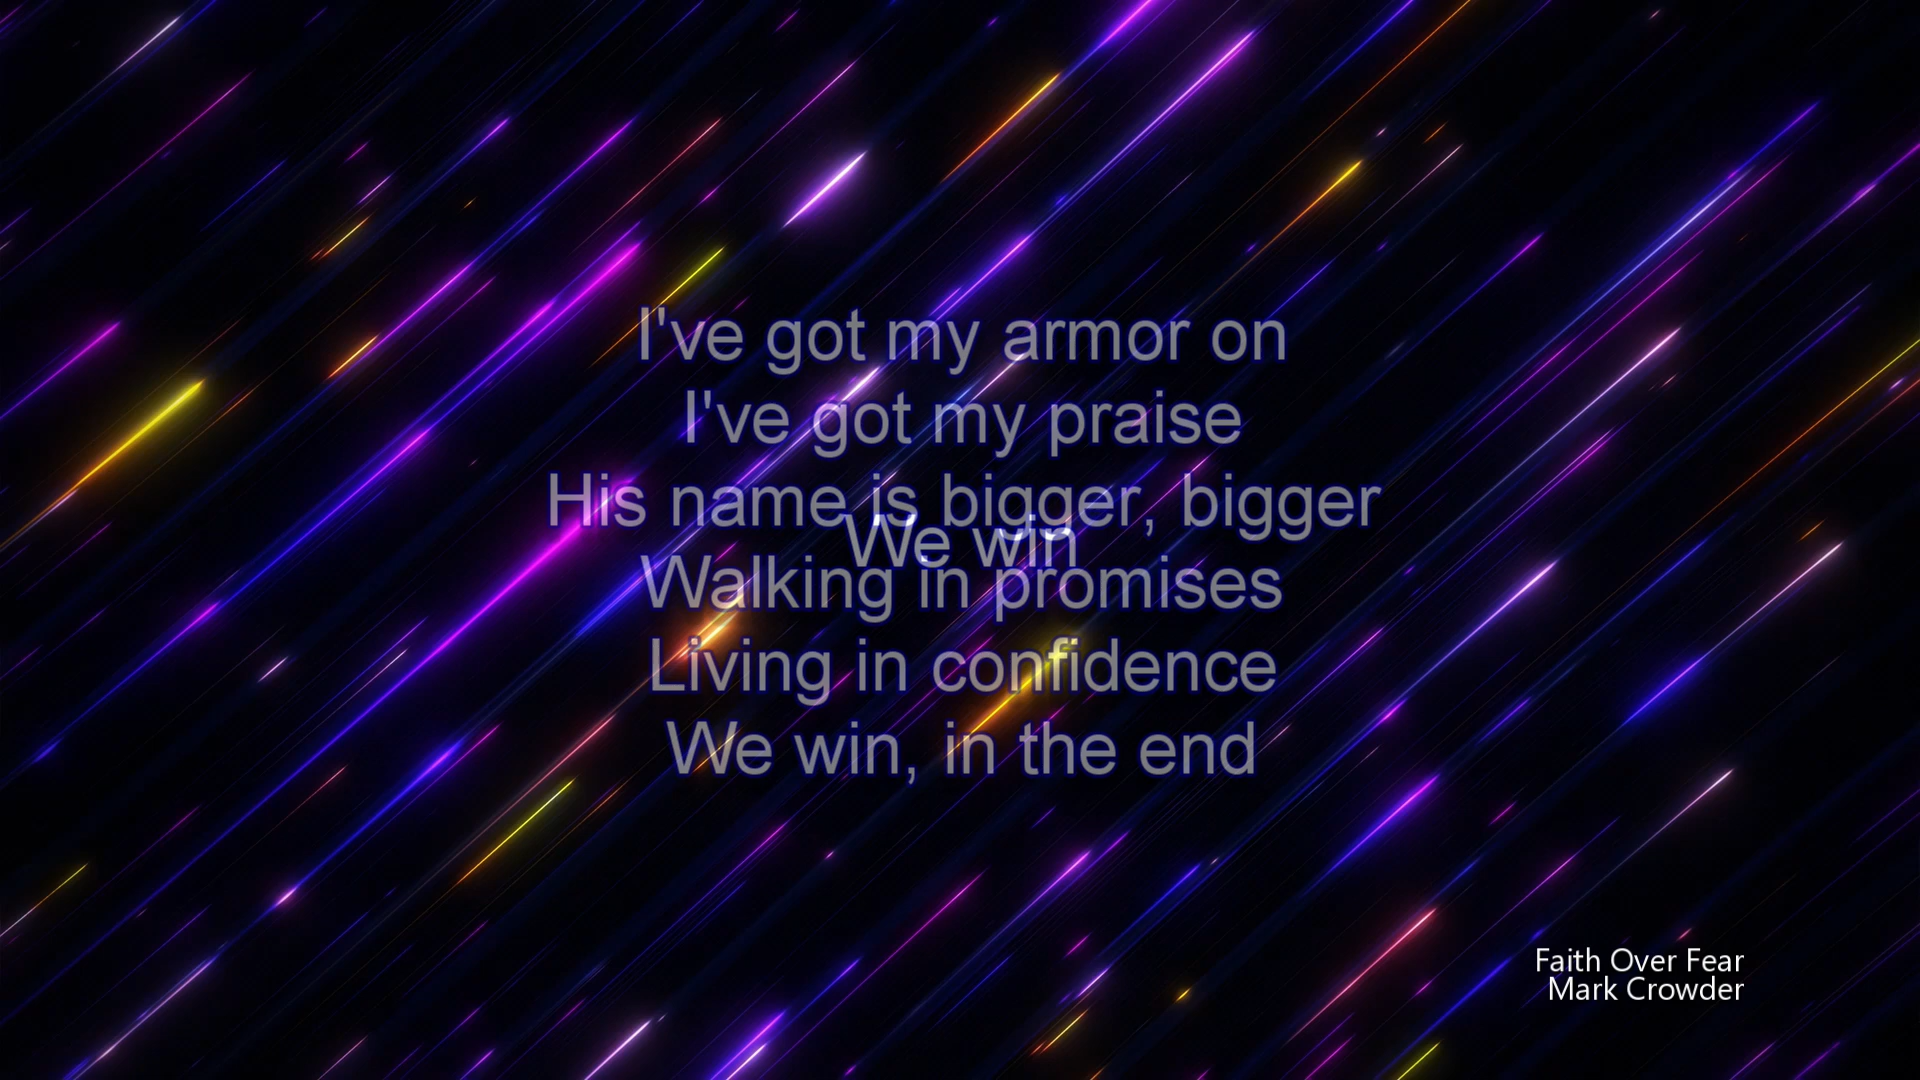 I've got my armor on
I've got my praise
His name is bigger, bigger
We win
Walking in promises
Living in confidence
We win, in the end
Faith Over Fear
Mark Crowder